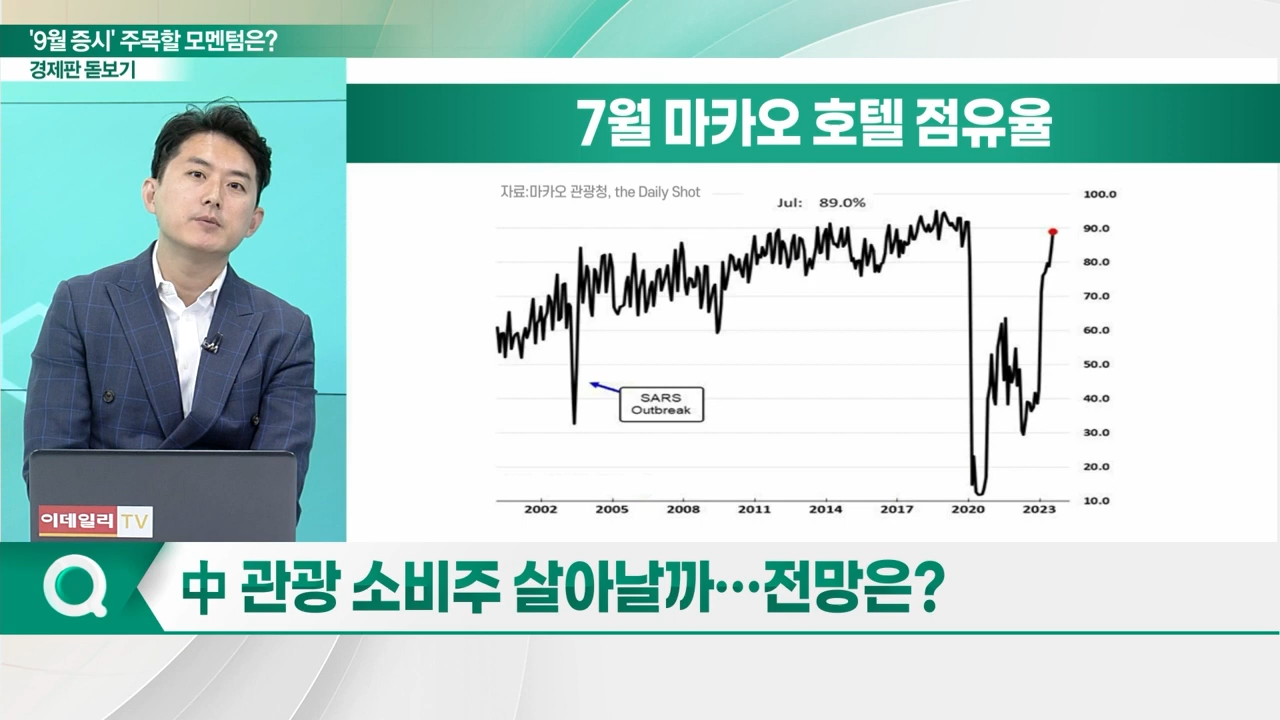 '9월 증시' 주목할 모멘텀은?
경제판 돋보기
7월 마카오 호텔 점유율
자료:마카오 관광청, the Daily Shot
Jul: 89.0%
100.0
90.0
80.0
70.0
60.0
50.0
40.0
30.0
20.0
10.0
SARS
Outbreak
2002 2005 2008 2011 2014 2017 2020 2023
이데일리 TV
中 관광 소비주 살아날까…전망은?